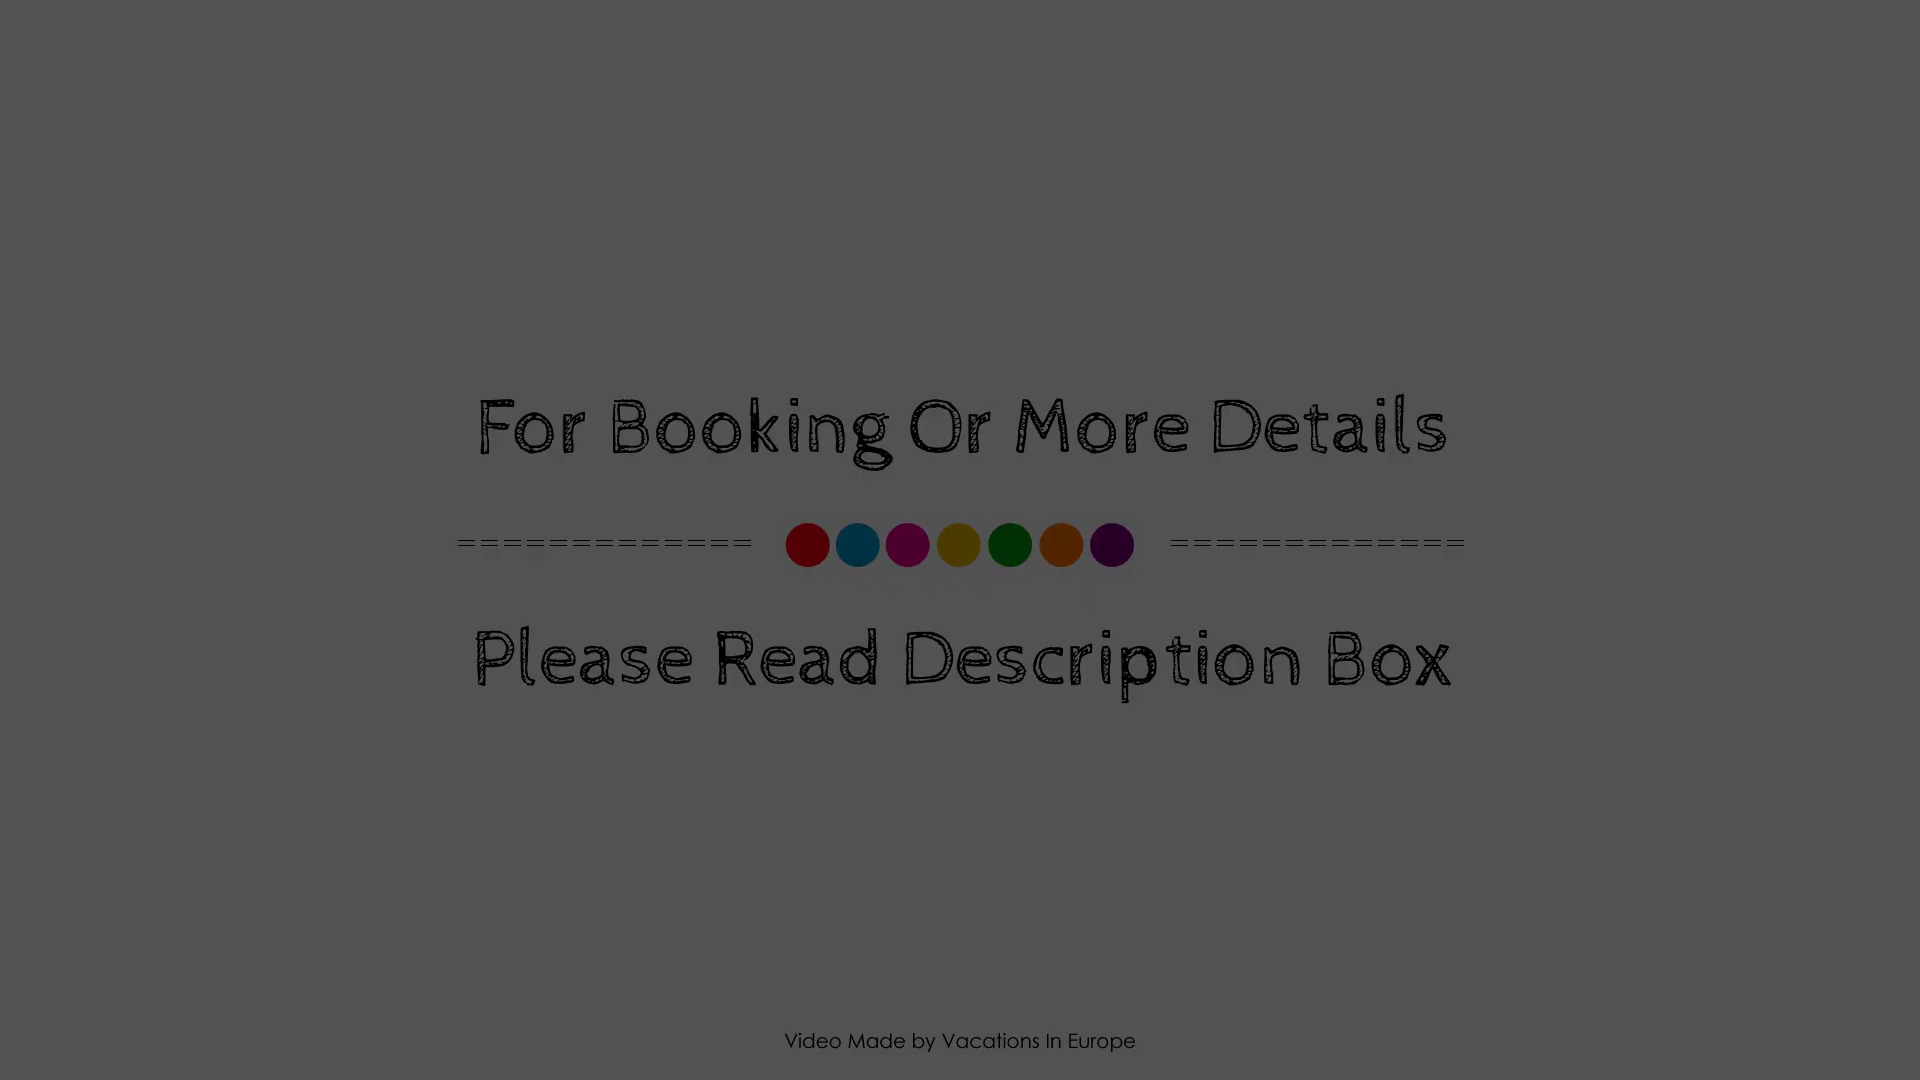 For Booking Or More Details
============= =============
Please Read Description Box
Video Made by Vacations In Europe